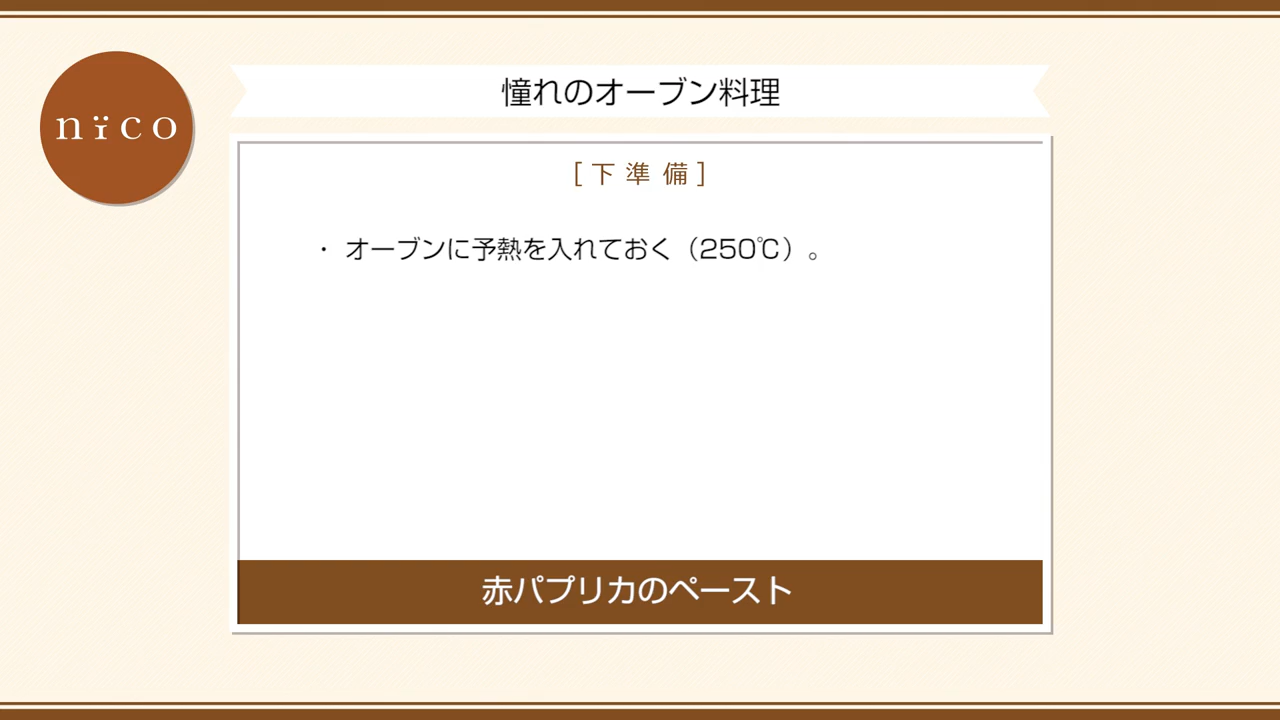 nïco
憧れのオーブン料理
[下準備]
・ オーブンに予熱を入れておく（250℃）。
赤パプリカのペースト